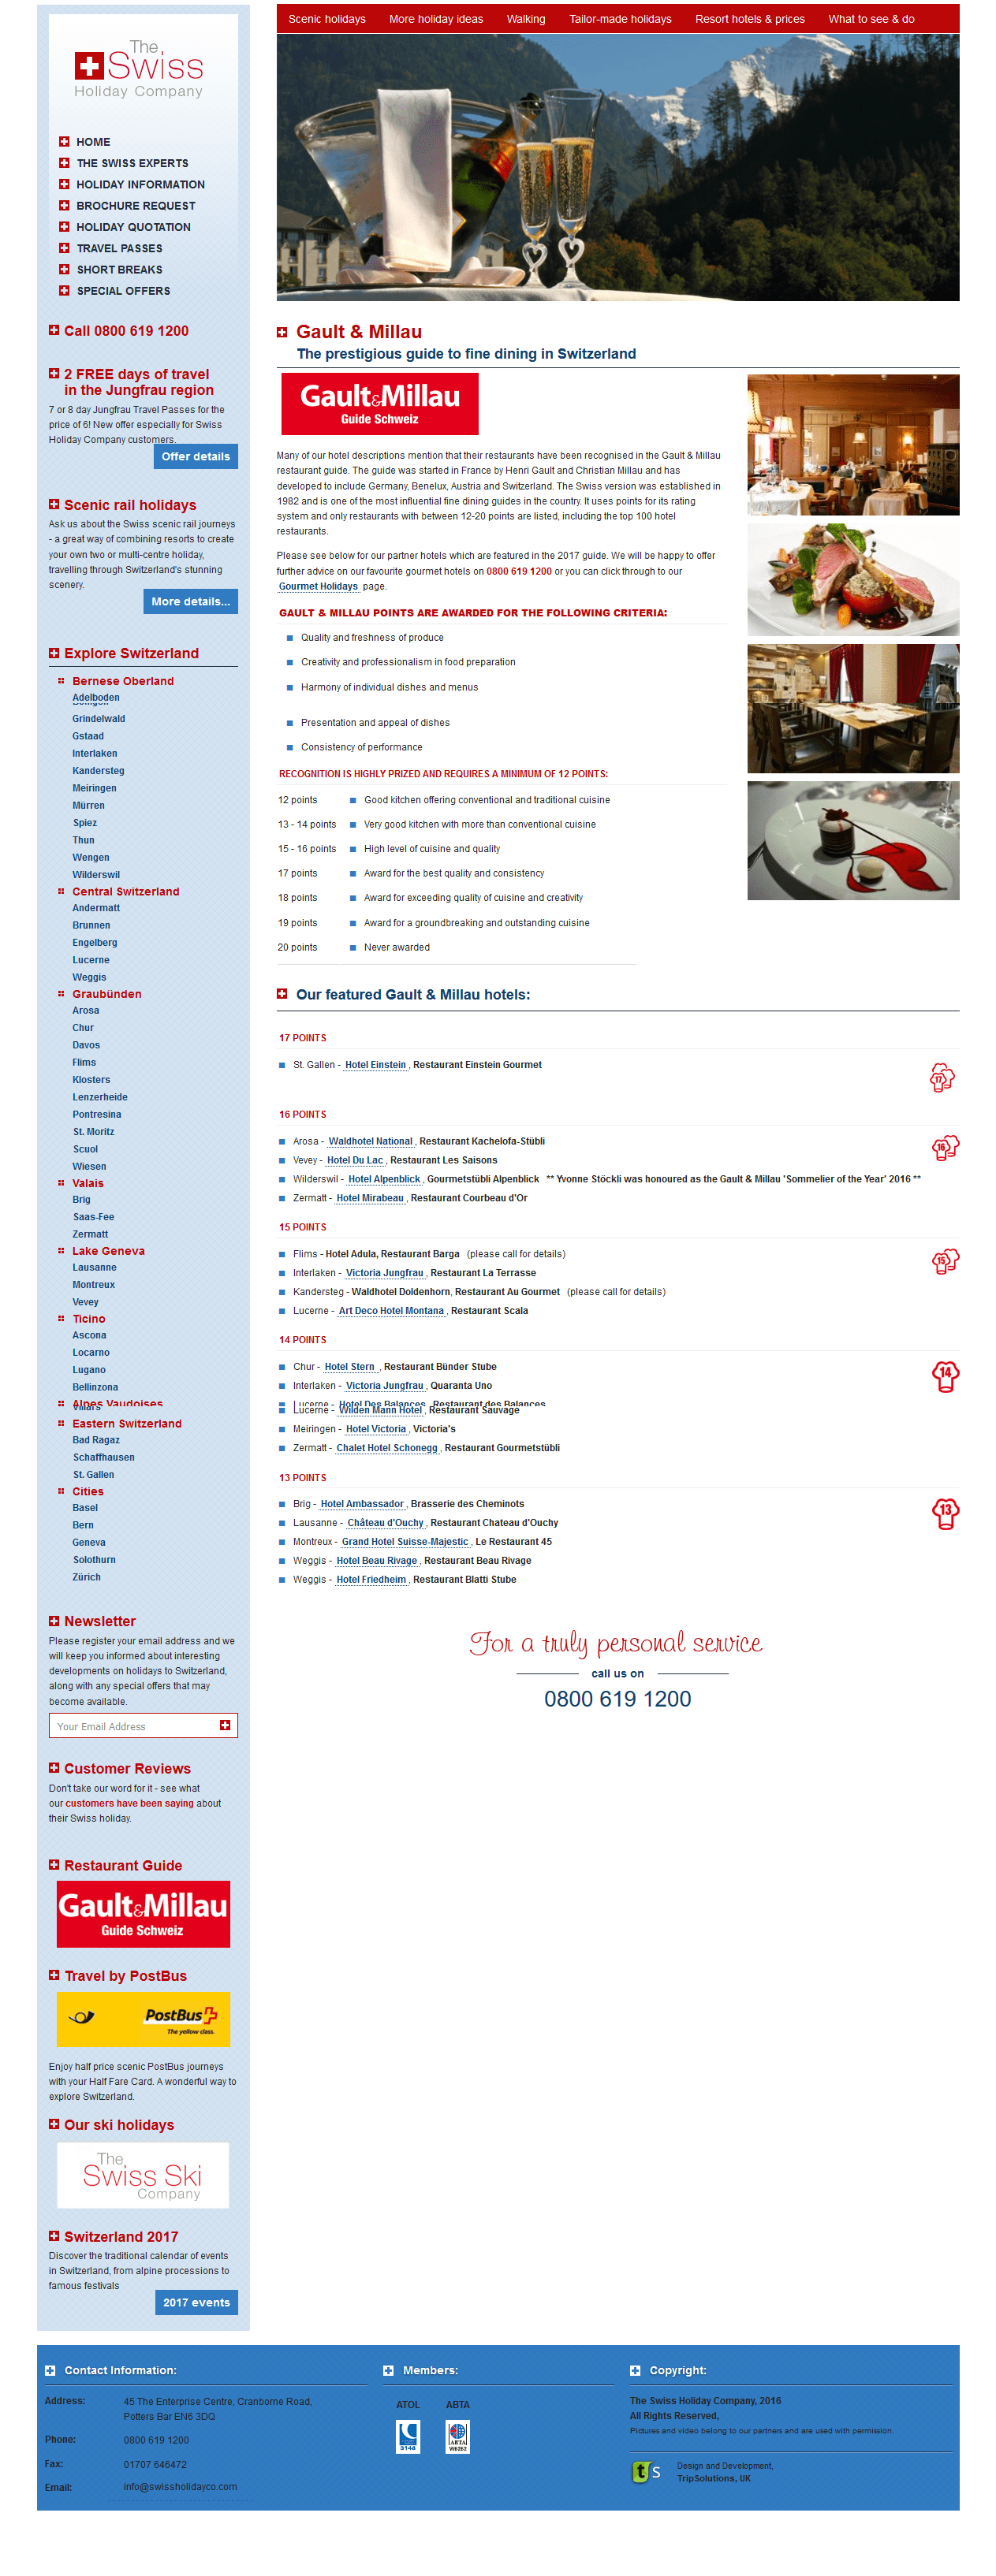 The
Swiss
Holiday Company
HOME
THE SWISS EXPERTS
HOLIDAY INFORMATION
BROCHURE REQUEST
HOLIDAY QUOTATION
TRAVEL PASSES
SHORT BREAKS
SPECIAL OFFERS
Call 0800 619 1200
2 FREE days of travel
in the Jungfrau region
7 or 8 day Jungfrau Travel Passes for the
price of 6! New offer especially for Swiss
Holiday Company customers.
Offer details
Scenic rail holidays
Ask us about the Swiss scenic rail journeys
- a great way of combining resorts to create
your own two or multi-centre holiday,
travelling through Switzerland's stunning
scenery.
More details...
Explore Switzerland
Bernese Oberland
Adelboden
Grindelwald
Gstaad
Interlaken
Kandersteg
Meiringen
Mürren
Spiez
Thun
Wengen
Wilderswil
Central Switzerland
Andermatt
Brunnen
Engelberg
Lucerne
Weggis
Graubünden
Arosa
Chur
Davos
Flims
Klosters
Lenzerheide
Pontresina
St. Moritz
Scuol
Wiesen
Valais
Brig
Saas-Fee
Zermatt
Lake Geneva
Lausanne
Montreux
Vevey
Ticino
Ascona
Locarno
Lugano
Bellinzona
Alpes Vaudoises
Villars
Eastern Switzerland
Bad Ragaz
Schaffhausen
St. Gallen
Cities
Basel
Bern
Geneva
Solothurn
Zürich
Newsletter
Please register your email address and we
will keep you informed about interesting
developments on holidays to Switzerland,
along with any special offers that may
become available.
Your Email Address
Customer Reviews
Don't take our word for it - see what
our customers have been saying about
their Swiss holiday.
Restaurant Guide
Gault&Millau
Guide Schweiz
Travel by PostBus
PostBus
The yellow class.
Enjoy half price scenic PostBus journeys
with your Half Fare Card. A wonderful way to
explore Switzerland.
Our ski holidays
The
Swiss Ski
Company
Switzerland 2017
Discover the traditional calendar of events
in Switzerland, from alpine processions to
famous festivals
2017 events
Scenic holidays More holiday ideas Walking Tailor-made holidays Resort hotels & prices What to see & do
Gault & Millau
The prestigious guide to fine dining in Switzerland
Gault&Millau
Guide Schweiz
Many of our hotel descriptions mention that their restaurants have been recognised in the Gault & Millau
restaurant guide. The guide was started in France by Henri Gault and Christian Millau and has
developed to include Germany, Benelux, Austria and Switzerland. The Swiss version was established in
1982 and is one of the most influential fine dining guides in the country. It uses points for its rating
system and only restaurants with between 12-20 points are listed, including the top 100 hotel
restaurants.
Please see below for our partner hotels which are featured in the 2017 guide. We will be happy to offer
further advice on our favourite gourmet hotels on 0800 619 1200 or you can click through to our
Gourmet Holidays page.
GAULT & MILLAU POINTS ARE AWARDED FOR THE FOLLOWING CRITERIA:
Quality and freshness of produce
Creativity and professionalism in food preparation
Harmony of individual dishes and menus
Presentation and appeal of dishes
Consistency of performance
RECOGNITION IS HIGHLY PRIZED AND REQUIRES A MINIMUM OF 12 POINTS:
12 points Good kitchen offering conventional and traditional cuisine
13 - 14 points Very good kitchen with more than conventional cuisine
15 - 16 points High level of cuisine and quality
17 points Award for the best quality and consistency
18 points Award for exceeding quality of cuisine and creativity
19 points Award for a groundbreaking and outstanding cuisine
20 points Never awarded
Our featured Gault & Millau hotels:
17 POINTS
St. Gallen - Hotel Einstein , Restaurant Einstein Gourmet
17
16 POINTS
Arosa - Waldhotel National , Restaurant Kachelofa-Stübli
16
Vevey - Hotel Du Lac , Restaurant Les Saisons
Wilderswil - Hotel Alpenblick , Gourmetstübli Alpenblick ** Yvonne Stöckli was honoured as the Gault & Millau 'Sommelier of the Year' 2016 **
Zermatt - Hotel Mirabeau , Restaurant Courbeau d'Or
15 POINTS
Flims - Hotel Adula, Restaurant Barga (please call for details)
15
Interlaken - Victoria Jungfrau , Restaurant La Terrasse
Kandersteg - Waldhotel Doldenhorn, Restaurant Au Gourmet (please call for details)
Lucerne - Art Deco Hotel Montana , Restaurant Scala
14 POINTS
Chur - Hotel Stern , Restaurant Bünder Stube
14
Interlaken - Victoria Jungfrau , Quaranta Uno
Lucerne - Hotel Des Balances , Restaurant des Balances
Lucerne - Wilden Mann Hotel , Restaurant Sauvage
Meiringen - Hotel Victoria , Victoria's
Zermatt - Chalet Hotel Schonegg , Restaurant Gourmetstübli
13 POINTS
Brig - Hotel Ambassador , Brasserie des Cheminots
13
Lausanne - Château d'Ouchy , Restaurant Chateau d'Ouchy
Montreux - Grand Hotel Suisse-Majestic , Le Restaurant 45
Weggis - Hotel Beau Rivage , Restaurant Beau Rivage
Weggis - Hotel Friedheim , Restaurant Blatti Stube
For a truly personal service
call us on
0800 619 1200
Contact Information:
Address: 45 The Enterprise Centre, Cranborne Road,
Potters Bar EN6 3DQ
Phone: 0800 619 1200
Fax: 01707 646472
Email: info@swissholidayco.com
Members:
ATOL ABTA
3144
ABTA
W6262
Copyright:
The Swiss Holiday Company, 2016
All Rights Reserved,
Pictures and video belong to our partners and are used with permission.
ts
Design and Development,
TripSolutions, UK